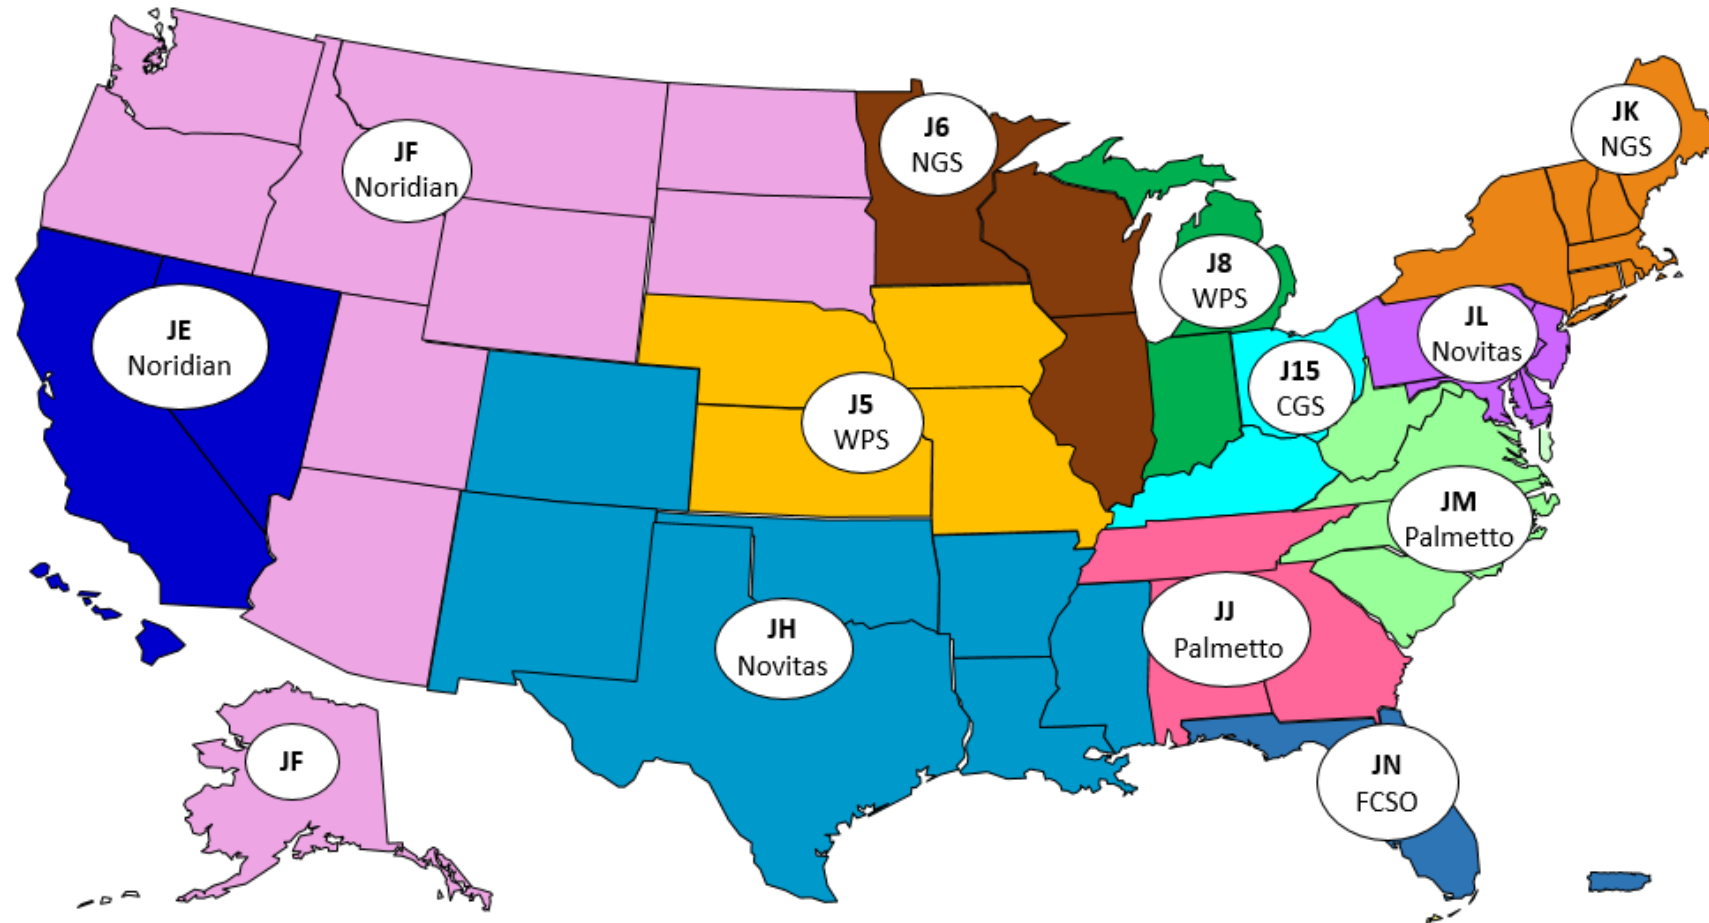 JF
Noridian
J6
NGS
JK
NGS
J8
WPS
JE
Noridian
JL
Novitas
J15
CGS
J5
WPS
JM
Palmetto
JH
Novitas
JJ
Palmetto
JF
JN
FCSO